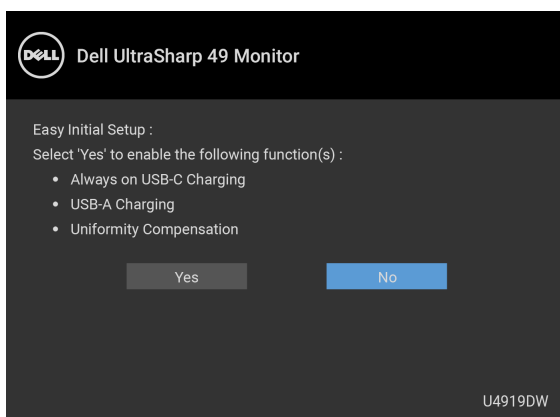 DELL Dell UltraSharp 49 Monitor
Easy Initial Setup :
Select 'Yes' to enable the following function(s) :
• Always on USB-C Charging
• USB-A Charging
• Uniformity Compensation
Yes No
U4919DW